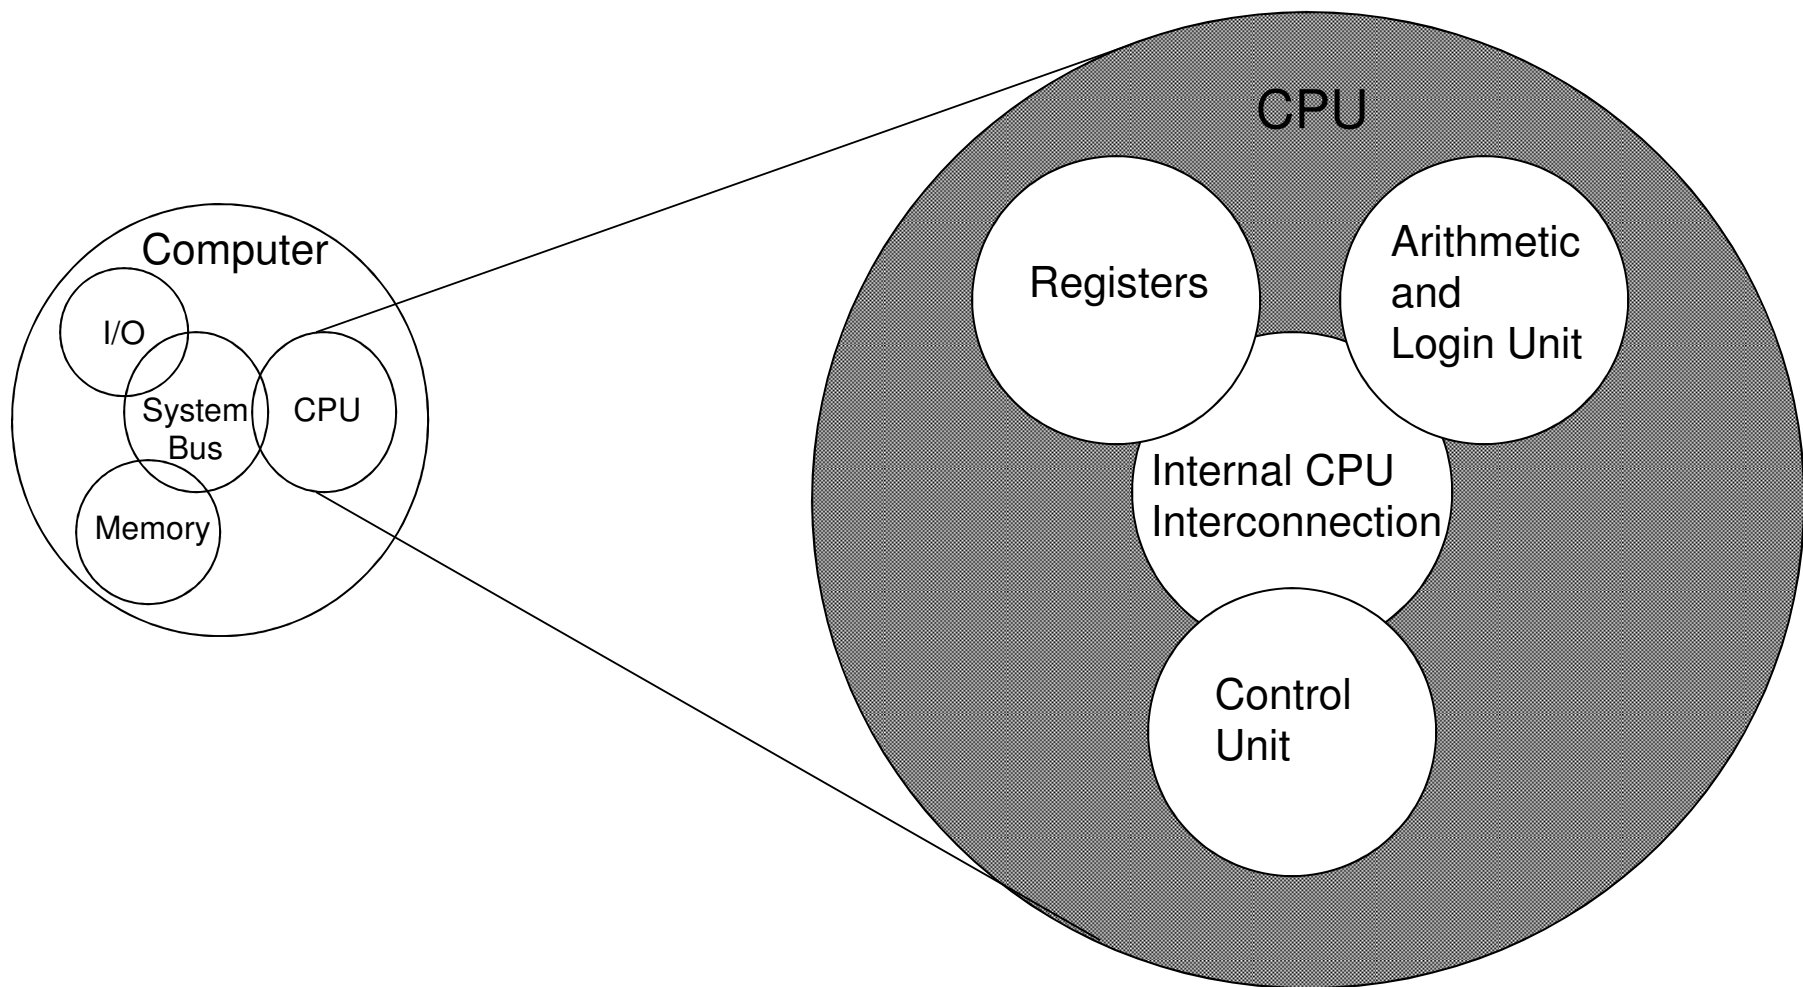 Computer
I/O
System
Bus
CPU
Memory
CPU
Registers
Arithmetic
and
Login Unit
Internal CPU
Interconnection
Control
Unit